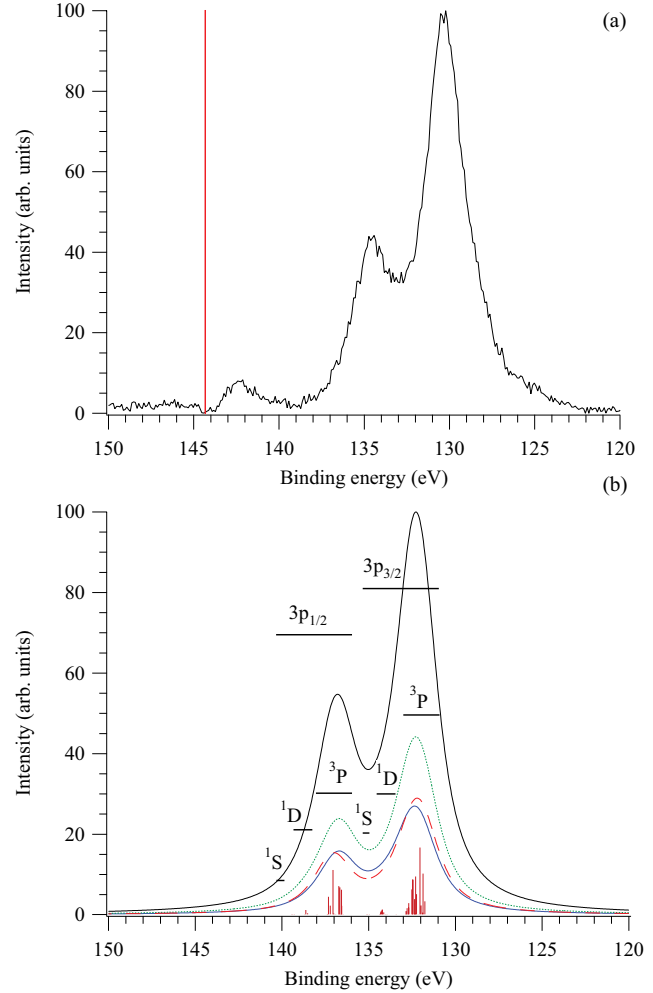 (a)
100
80
60
40
20
0
Intensity (arb. units)
150 145 140 135 130 125 120
Binding energy (eV)
(b)
100
80
60
40
20
0
Intensity (arb. units)
3p3/2
3p1/2
³P
³P
¹D
¹D
¹S
¹S
150 145 140 135 130 125 120
Binding energy (eV)